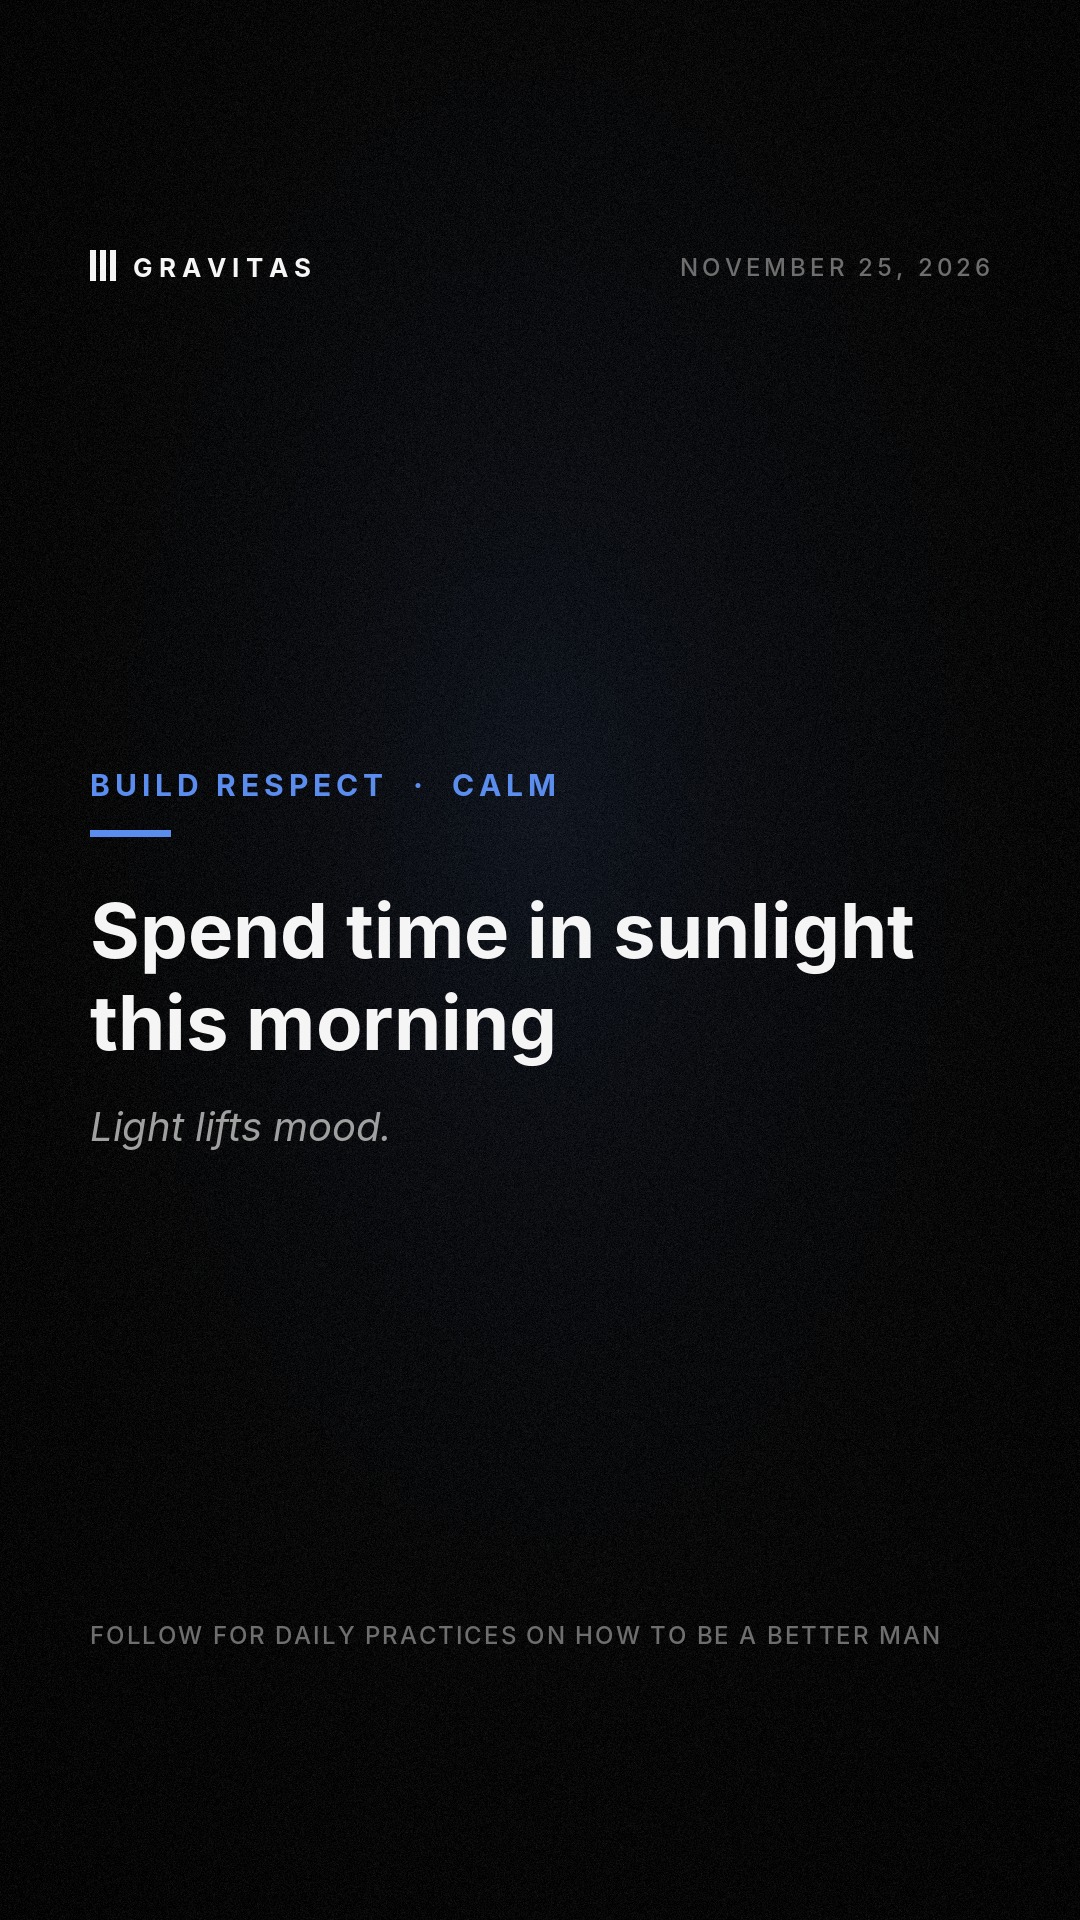 GRAVITAS
NOVEMBER 25, 2026
BUILD RESPECT · CALM
Spend time in sunlight
this morning
Light lifts mood.
FOLLOW FOR DAILY PRACTICES ON HOW TO BE A BETTER MAN